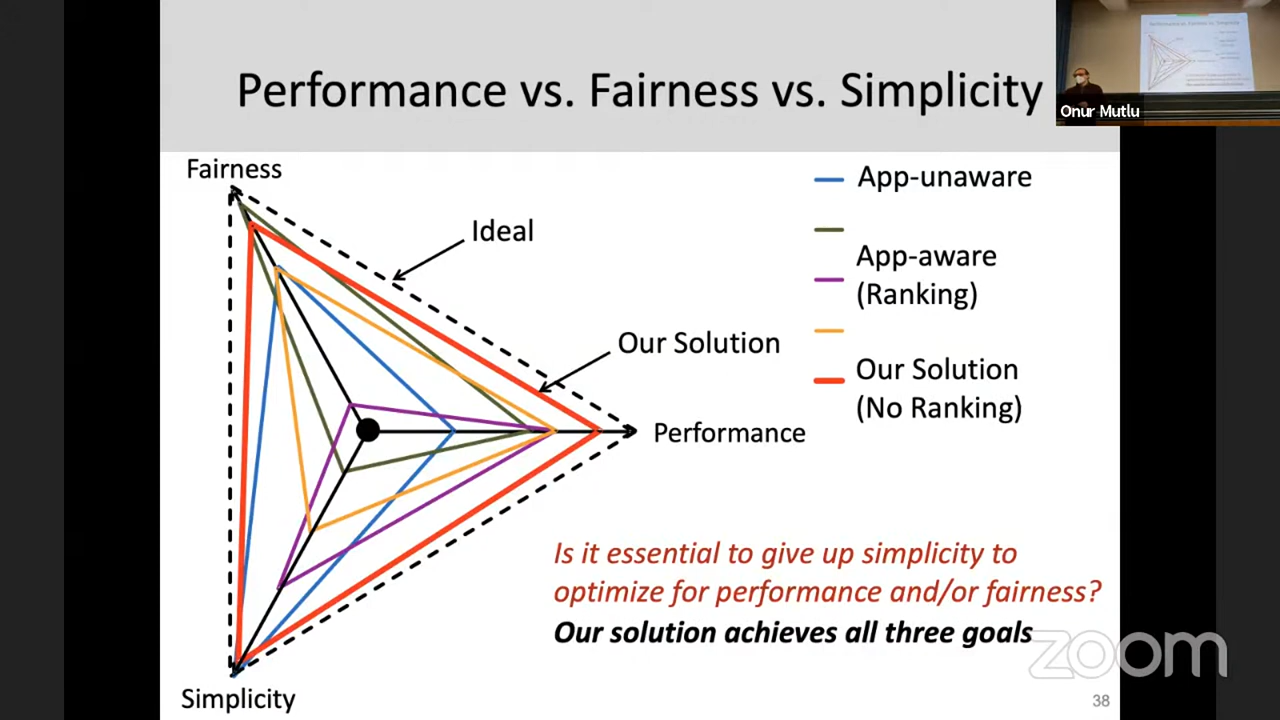 Performance vs. Fairness vs. Simplicity
Onur Mutlu
Fairness
Ideal
Our Solution
Performance
Simplicity
App-unaware
App-aware
(Ranking)
Our Solution
(No Ranking)
Is it essential to give up simplicity to
optimize for performance and/or fairness?
Our solution achieves all three goals
zoom
38